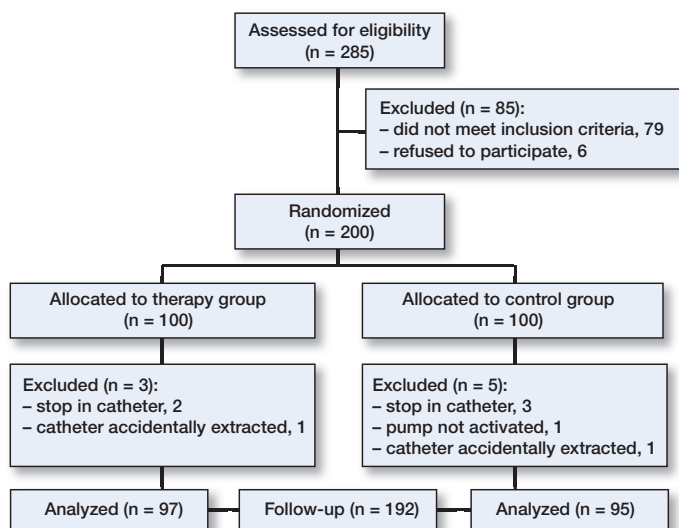 Assessed for eligibility
(n = 285)
Excluded (n = 85):
– did not meet inclusion criteria, 79
– refused to participate, 6
Randomized
(n = 200)
Allocated to therapy group
(n = 100)
Allocated to control group
(n = 100)
Excluded (n = 3):
– stop in catheter, 2
– catheter accidentally extracted, 1
Excluded (n = 5):
– stop in catheter, 3
– pump not activated, 1
– catheter accidentally extracted, 1
Analyzed (n = 97)
Follow-up (n = 192)
Analyzed (n = 95)